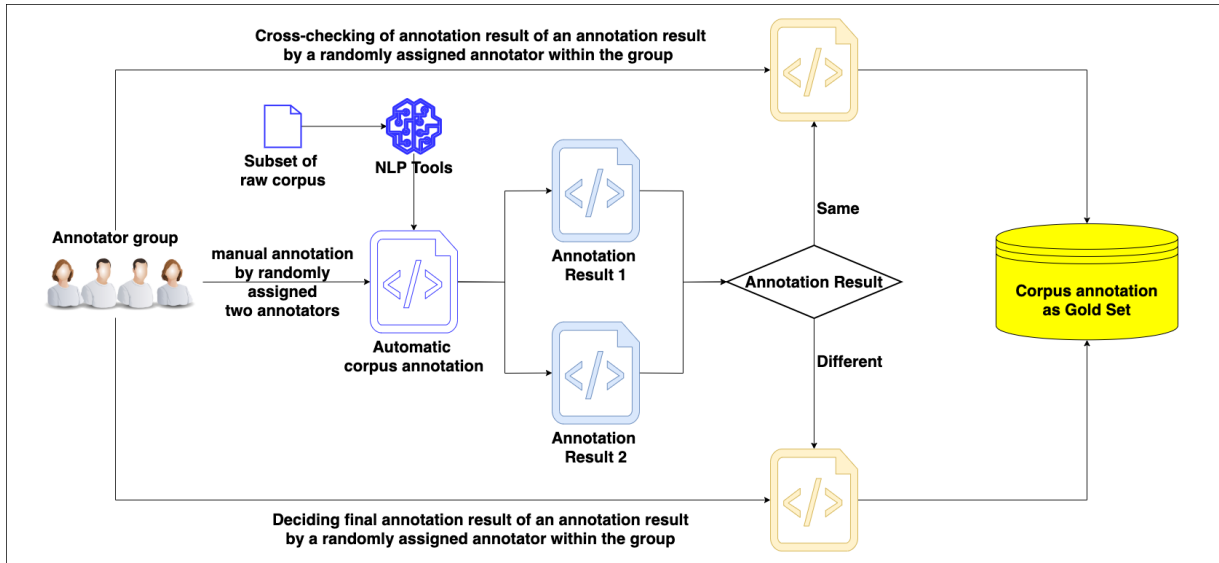 Cross-checking of annotation result of an annotation result
by a randomly assigned annotator within the group
Subset of
raw corpus
NLP Tools
Annotator group
manual annotation
by randomly
assigned
two annotators
Automatic
corpus annotation
Annotation
Result 1
Annotation
Result 2
Same
Annotation Result
Different
Corpus annotation
as Gold Set
Deciding final annotation result of an annotation result
by a randomly assigned annotator within the group